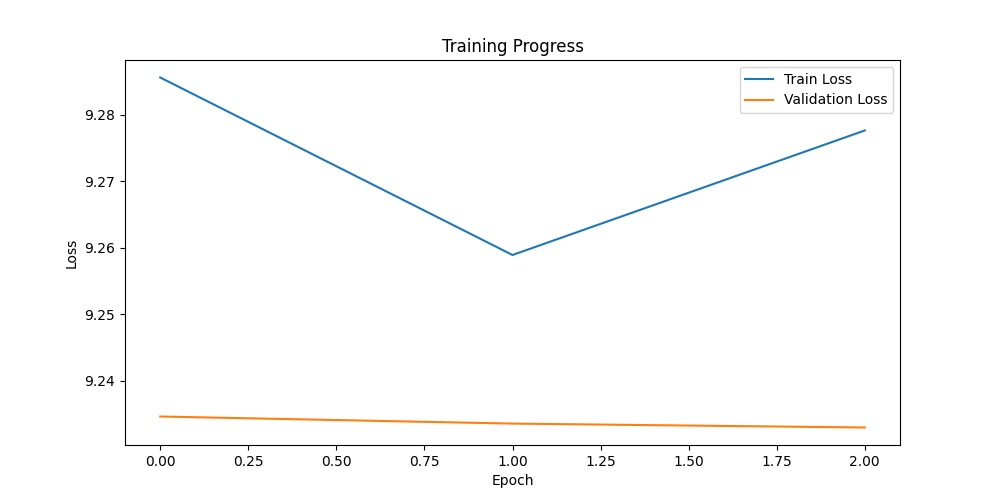 Training Progress
Train Loss
Validation Loss
9.28
9.27
9.26
9.25
9.24
Loss
0.00 0.25 0.50 0.75 1.00 1.25 1.50 1.75 2.00
Epoch